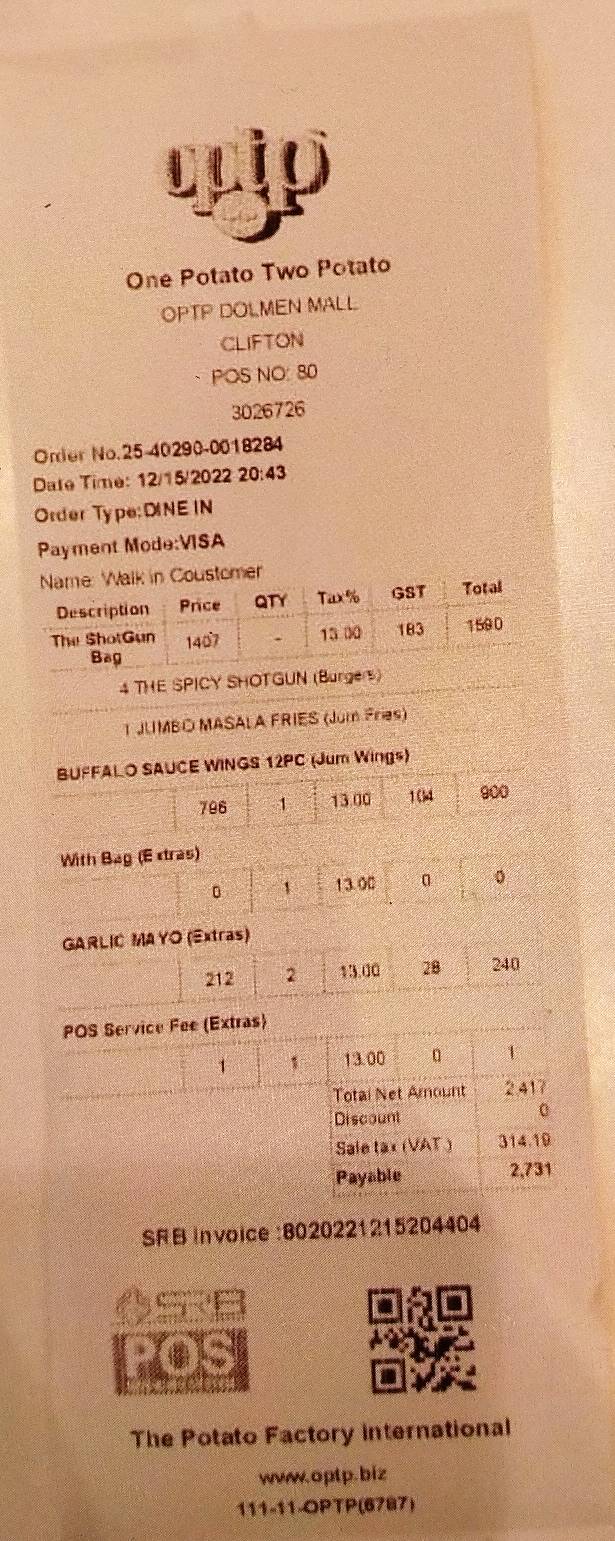 optp
One Potato Two Potato
OPTP DOLMEN MALL
CLIFTON
- POS NO: 80
3026726
Order No.25-40290-0018284
Date Time: 12/15/2022 20:43
Order Type:DINE IN
Payment Mode:VISA
Name: Walk in Coustomer
Description Price QTY Tax% GST Total
The ShotGun Bag 1407 - 13.00 183 1590
4 THE SPICY SHOTGUN (Burgers)
1 JUMBO MASALA FRIES (Jum Fries)
BUFFALO SAUCE WINGS 12PC (Jum Wings)
796 1 13.00 104 900
With Bag (Extras)
0 1 13.00 0 0
GARLIC MAYO (Extras)
212 2 13.00 28 240
POS Service Fee (Extras)
1 1 13.00 0 1
Total Net Amount 2,417
Discount 0
Sale tax (VAT ) 314.19
Payable 2,731
SRB Invoice :8020221215204404
SRB
POS
The Potato Factory International
www.optp.biz
111-11-OPTP(6787)